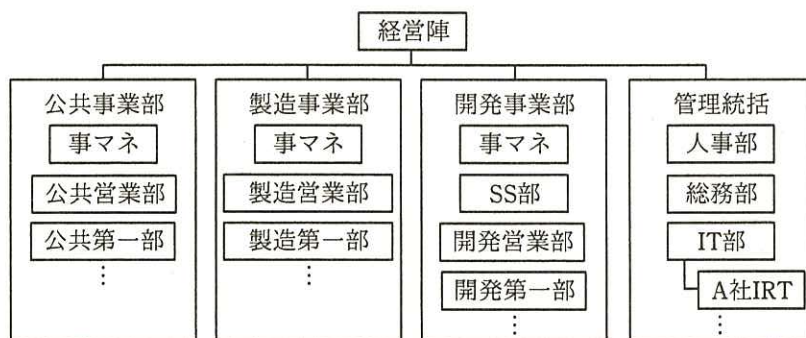 経営陣
公共事業部
事マネ
公共営業部
公共第一部
⋮
製造事業部
事マネ
製造営業部
製造第一部
⋮
開発事業部
事マネ
SS部
開発営業部
開発第一部
⋮
管理統括
人事部
総務部
IT部
A社IRT
⋮